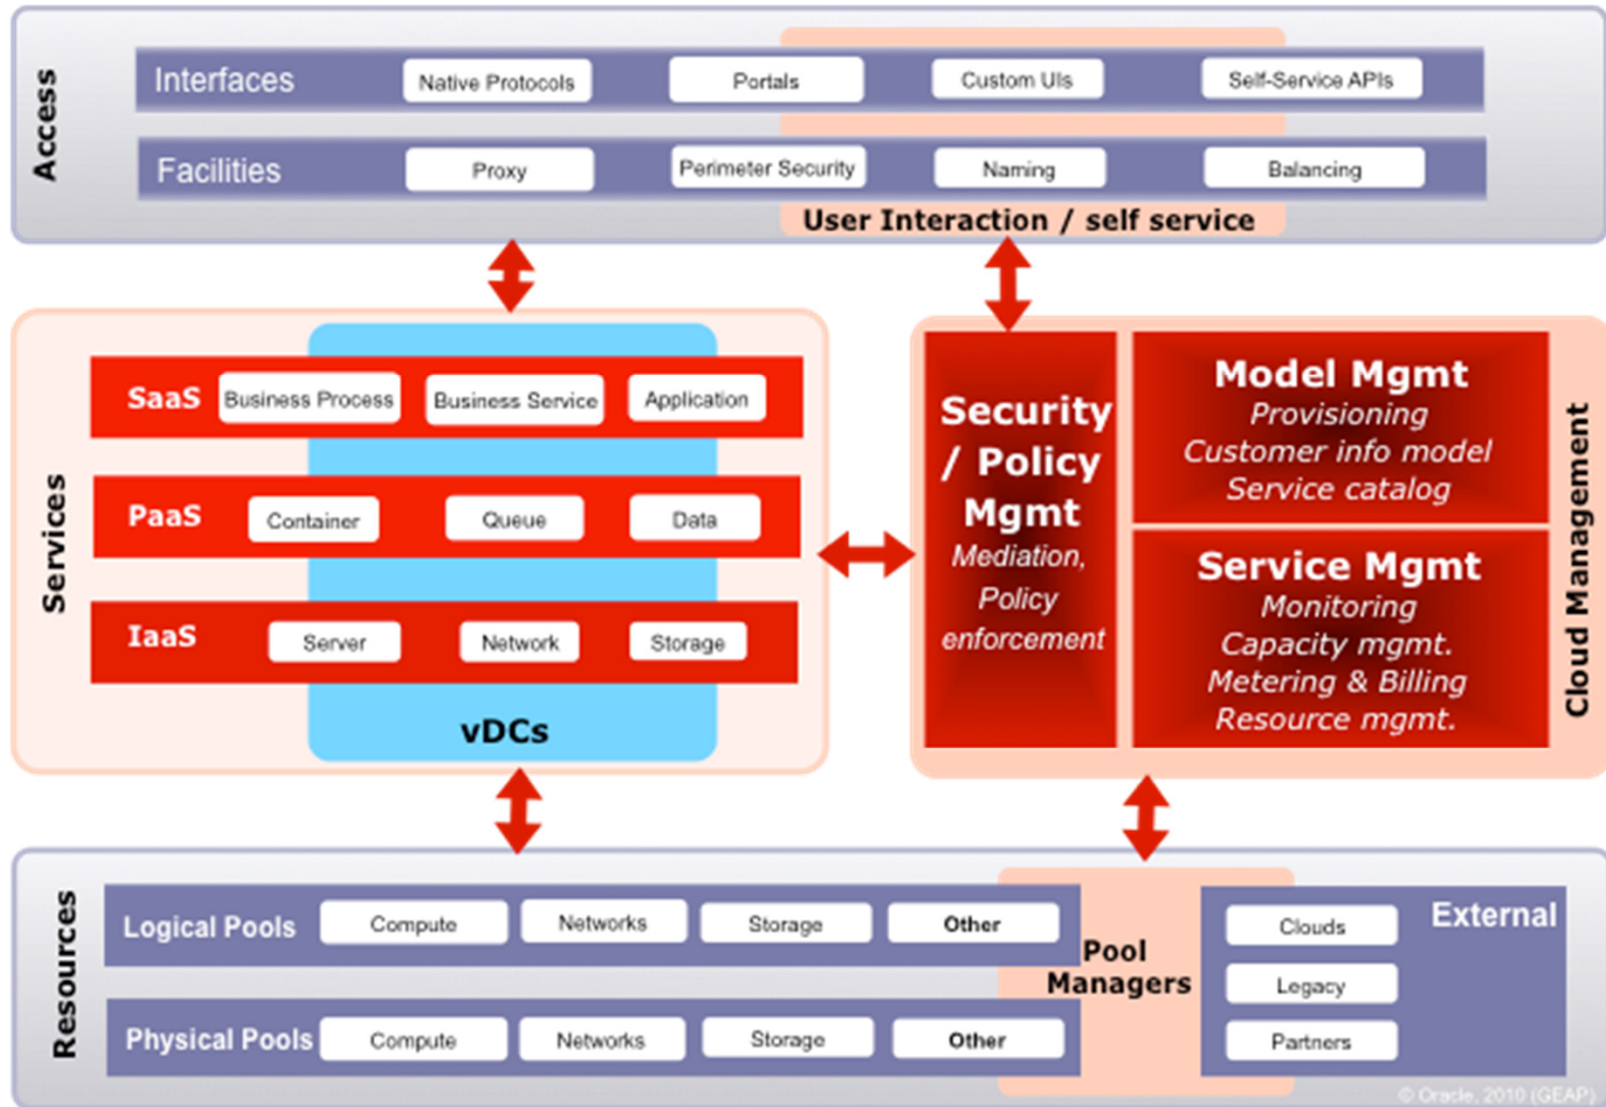 Access
Interfaces
Native Protocols
Portals
Custom UIs
Self-Service APIs
Facilities
Proxy
Perimeter Security
Naming
Balancing
User Interaction / self service
Services
SaaS
Business Process
Business Service
Application
PaaS
Container
Queue
Data
IaaS
Server
Network
Storage
vDCs
Security
/ Policy
Mgmt
Mediation,
Policy
enforcement
Model Mgmt
Provisioning
Customer info model
Service catalog
Service Mgmt
Monitoring
Capacity mgmt.
Metering & Billing
Resource mgmt.
Cloud Management
Resources
Logical Pools
Compute
Networks
Storage
Other
Physical Pools
Compute
Networks
Storage
Other
Pool
Managers
External
Clouds
Legacy
Partners
© Oracle, 2010 (GEAP)